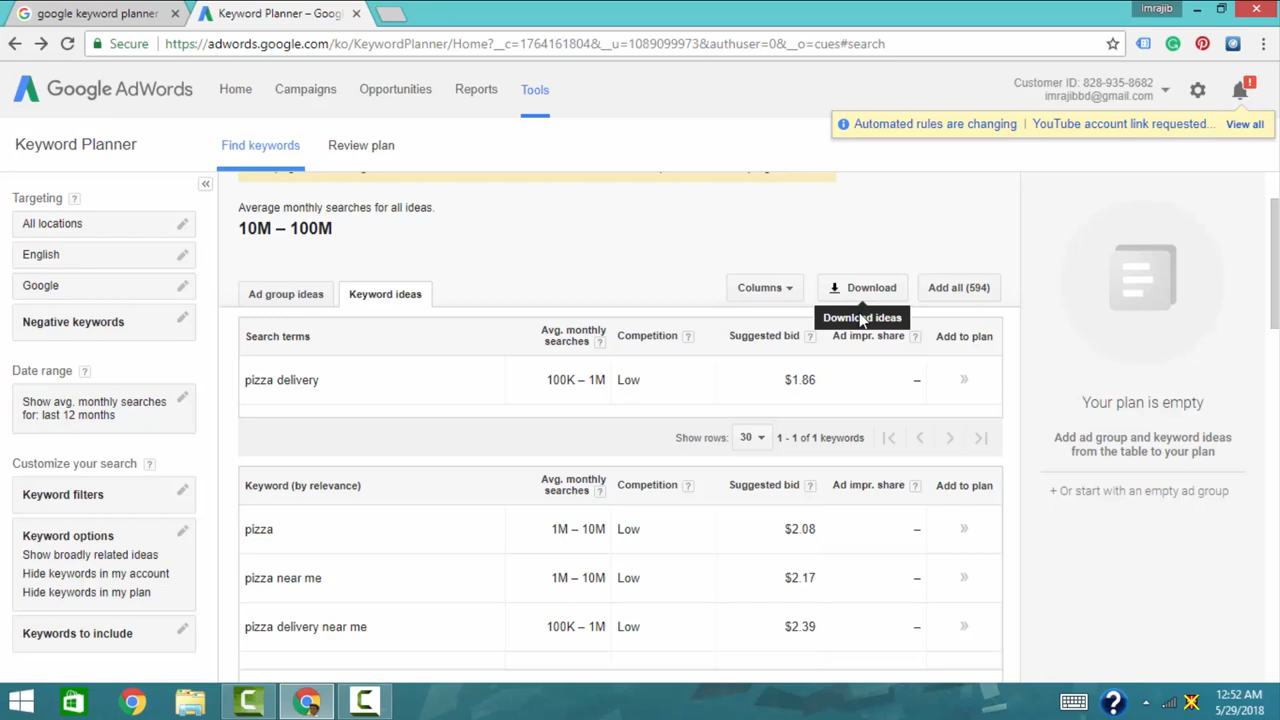 google keyword planner
Keyword Planner – Goog
Imrajib
Secure
https://adwords.google.com/ko/KeywordPlanner/Home?__c=1764161804&__u=1089099973&authuser=0&__o=cues#search
Google AdWords
Home
Campaigns
Opportunities
Reports
Tools
Customer ID: 828-935-8682
imrajibbd@gmail.com
!
Automated rules are changing
YouTube account link requested...
View all
Keyword Planner
Find keywords
Review plan
Targeting ?
All locations
English
Google
Negative keywords
Date range ?
Show avg. monthly searches
for: last 12 months
Customize your search ?
Keyword filters
Keyword options
Show broadly related ideas
Hide keywords in my account
Hide keywords in my plan
Keywords to include
Average monthly searches for all ideas.
10M – 100M
Ad group ideas
Keyword ideas
Columns
Download
Add all (594)
Download ideas
Search terms
Avg. monthly
searches ?
Competition ?
Suggested bid ?
Ad impr. share ?
Add to plan
pizza delivery 100K – 1M Low $1.86 –
Show rows: 30 1 - 1 of 1 keywords
Keyword (by relevance)
Avg. monthly
searches ?
Competition ?
Suggested bid ?
Ad impr. share ?
Add to plan
pizza 1M – 10M Low $2.08 –
pizza near me 1M – 10M Low $2.17 –
pizza delivery near me 100K – 1M Low $2.39 –
Your plan is empty
Add ad group and keyword ideas
from the table to your plan
+ Or start with an empty ad group
12:52 AM
5/29/2018